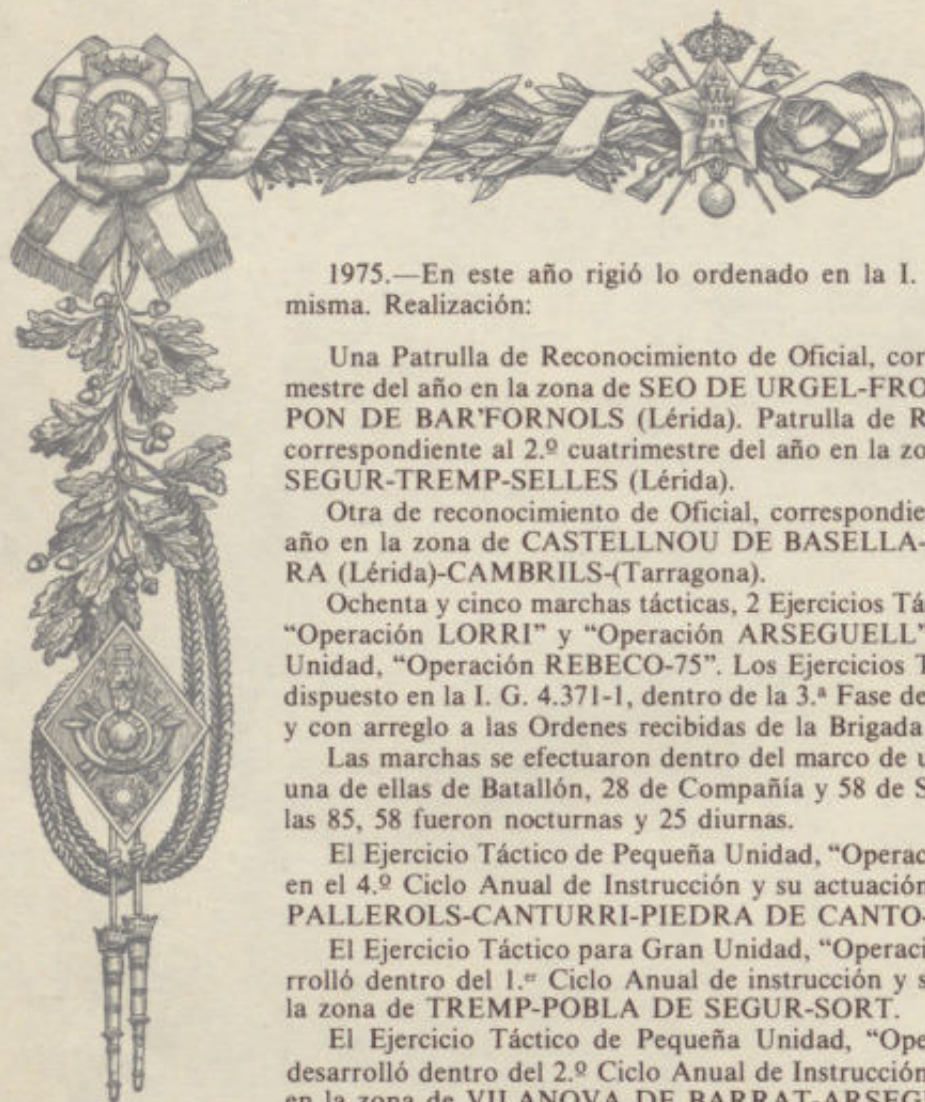 1975.—En este año rigió lo ordenado en la I.
misma. Realización:
Una Patrulla de Reconocimiento de Oficial, cor
mestre del año en la zona de SEO DE URGEL-FRO
PON DE BAR'FORNOLS (Lérida). Patrulla de R
correspondiente al 2.º cuatrimestre del año en la zo
SEGUR-TREMP-SELLES (Lérida).
Otra de reconocimiento de Oficial, correspondie
año en la zona de CASTELLNOU DE BASELLA-
RA (Lérida)-CAMBRILS-(Tarragona).
Ochenta y cinco marchas tácticas, 2 Ejercicios Tá
“Operación LORRI” y “Operación ARSEGUELL”
Unidad, “Operación REBECO-75”. Los Ejercicios T
dispuesto en la I. G. 4.371-1, dentro de la 3.ª Fase de
y con arreglo a las Ordenes recibidas de la Brigada
Las marchas se efectuaron dentro del marco de u
una de ellas de Batallón, 28 de Compañía y 58 de S
las 85, 58 fueron nocturnas y 25 diurnas.
El Ejercicio Táctico de Pequeña Unidad, “Operac
en el 4.º Ciclo Anual de Instrucción y su actuación
PALLEROLS-CANTURRI-PIEDRA DE CANTO-
El Ejercicio Táctico para Gran Unidad, “Operaci
rrolló dentro del 1.er Ciclo Anual de instrucción y s
la zona de TREMP-POBLA DE SEGUR-SORT.
El Ejercicio Táctico de Pequeña Unidad, “Ope
desarrolló dentro del 2.º Ciclo Anual de Instrucción
en la zona de VILANOVA DE BARRAT-ARSEG